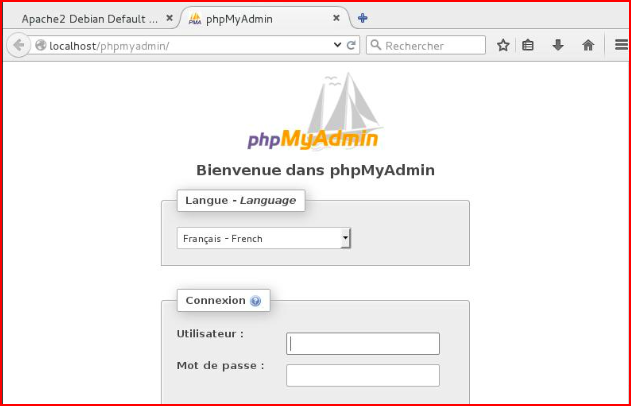 Apache2 Debian Default ...
phpMyAdmin
localhost/phpmyadmin/
Rechercher
phpMyAdmin
Bienvenue dans phpMyAdmin
Langue - Language
Français - French
Connexion
Utilisateur :
Mot de passe :